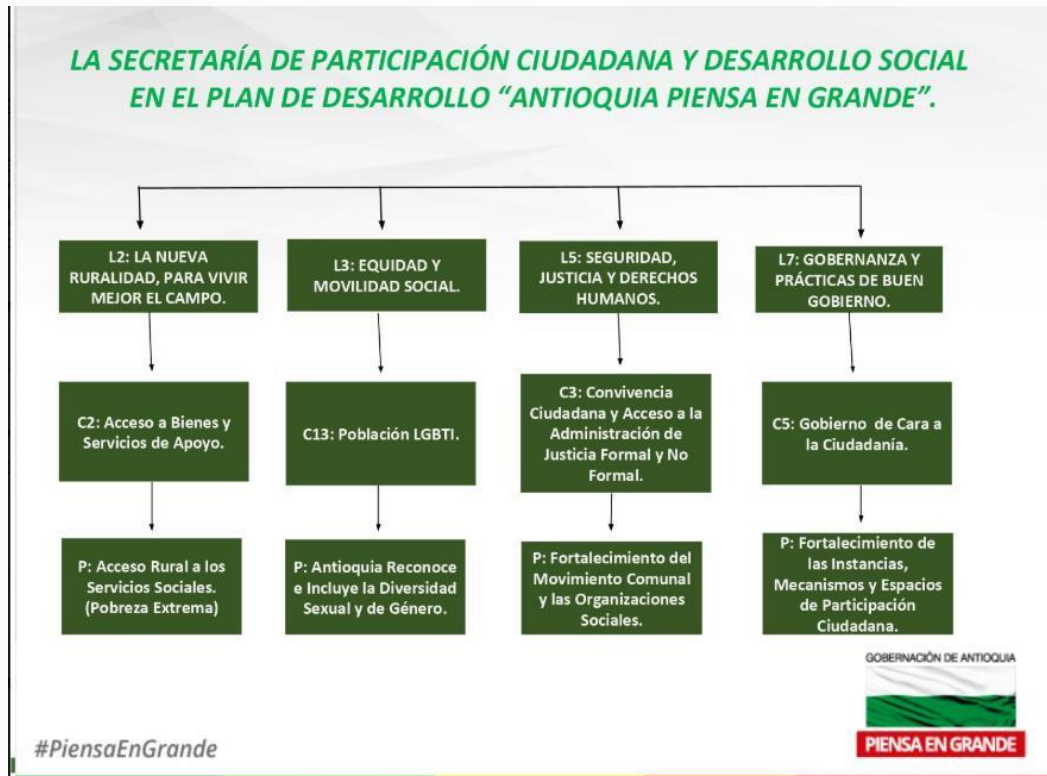 LA SECRETARÍA DE PARTICIPACIÓN CIUDADANA Y DESARROLLO SOCIAL
EN EL PLAN DE DESARROLLO “ANTIOQUIA PIENSA EN GRANDE”.
L2: LA NUEVA
RURALIDAD, PARA VIVIR
MEJOR EL CAMPO.
L3: EQUIDAD Y
MOVILIDAD SOCIAL.
L5: SEGURIDAD,
JUSTICIA Y DERECHOS
HUMANOS.
L7: GOBERNANZA Y
PRÁCTICAS DE BUEN
GOBIERNO.
C2: Acceso a Bienes y
Servicios de Apoyo.
C13: Población LGBTI.
C3: Convivencia
Ciudadana y Acceso a la
Administración de
Justicia Formal y No
Formal.
C5: Gobierno de Cara a
la Ciudadanía.
P: Acceso Rural a los
Servicios Sociales.
(Pobreza Extrema)
P: Antioquia Reconoce
e Incluye la Diversidad
Sexual y de Género.
P: Fortalecimiento del
Movimiento Comunal
y las Organizaciones
Sociales.
P: Fortalecimiento de
las Instancias,
Mecanismos y Espacios
de Participación
Ciudadana.
GOBERNACIÓN DE ANTIOQUIA
PIENSA EN GRANDE
#PiensaEnGrande